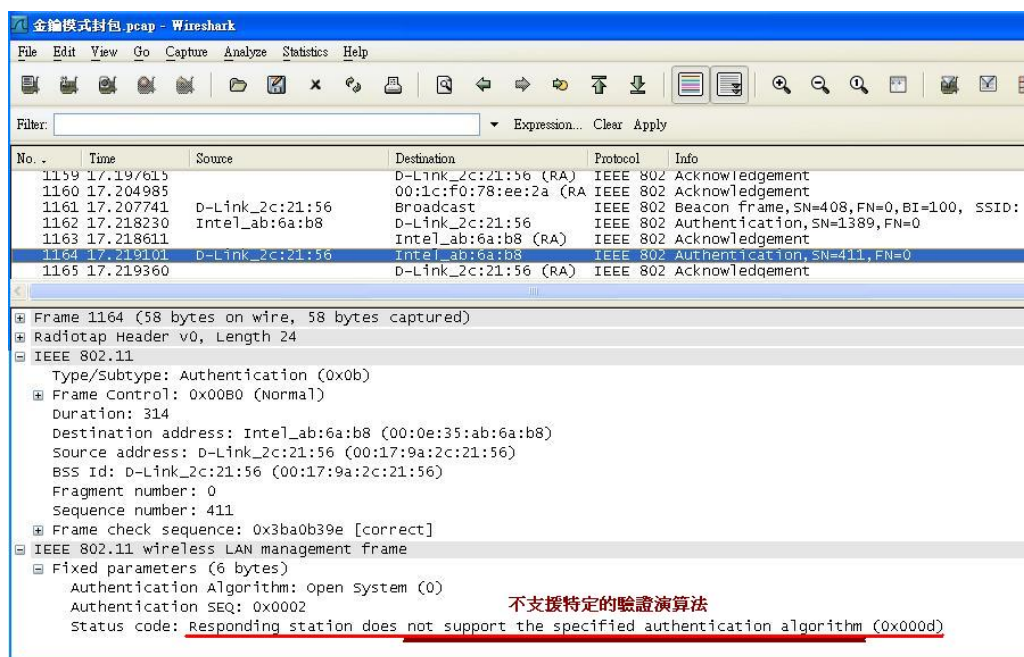 金鑰模式封包.pcap - Wireshark
File Edit View Go Capture Analyze Statistics Help
Filter: Expression... Clear Apply
No. . Time Source Destination Protocol Info
1159 17.197615 D-Link_2c:21:56 (RA) IEEE 802 Acknowledgement
1160 17.204985 00:1c:f0:78:ee:2a (RA IEEE 802 Acknowledgement
1161 17.207741 D-Link_2c:21:56 Broadcast IEEE 802 Beacon frame,SN=408,FN=0,BI=100, SSID:
1162 17.218230 Intel_ab:6a:b8 D-Link_2c:21:56 IEEE 802 Authentication,SN=1389,FN=0
1163 17.218611 Intel_ab:6a:b8 (RA) IEEE 802 Acknowledgement
1164 17.219101 D-Link_2c:21:56 Intel_ab:6a:b8 IEEE 802 Authentication,SN=411,FN=0
1165 17.219360 D-Link_2c:21:56 (RA) IEEE 802 Acknowledgement
Frame 1164 (58 bytes on wire, 58 bytes captured)
Radiotap Header v0, Length 24
IEEE 802.11
Type/Subtype: Authentication (0x0b)
Frame Control: 0x00B0 (Normal)
Duration: 314
Destination address: Intel_ab:6a:b8 (00:0e:35:ab:6a:b8)
Source address: D-Link_2c:21:56 (00:17:9a:2c:21:56)
BSS Id: D-Link_2c:21:56 (00:17:9a:2c:21:56)
Fragment number: 0
Sequence number: 411
Frame check sequence: 0x3ba0b39e [correct]
IEEE 802.11 wireless LAN management frame
Fixed parameters (6 bytes)
Authentication Algorithm: Open System (0)
Authentication SEQ: 0x0002
不支援特定的驗證演算法
Status code: Responding station does not support the specified authentication algorithm (0x000d)